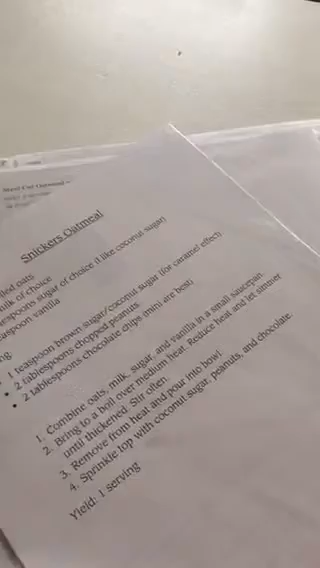 Steel Cut Oatmeal
Snickers Oatmeal
oats
milk of choice
sugar of choice (I like coconut sugar)
vanilla
• 1 teaspoon brown sugar/coconut sugar (for caramel effect)
• 2 tablespoons chopped peanuts
• 2 tablespoons chocolate chips (mini are best)
1. Combine oats, milk, sugar, and vanilla in a small saucepan.
2. Bring to a boil over medium heat. Reduce heat and let simmer
until thickened. Stir often.
3. Remove from heat and pour into bowl.
4. Sprinkle top with coconut sugar, peanuts, and chocolate.
Yield: 1 serving